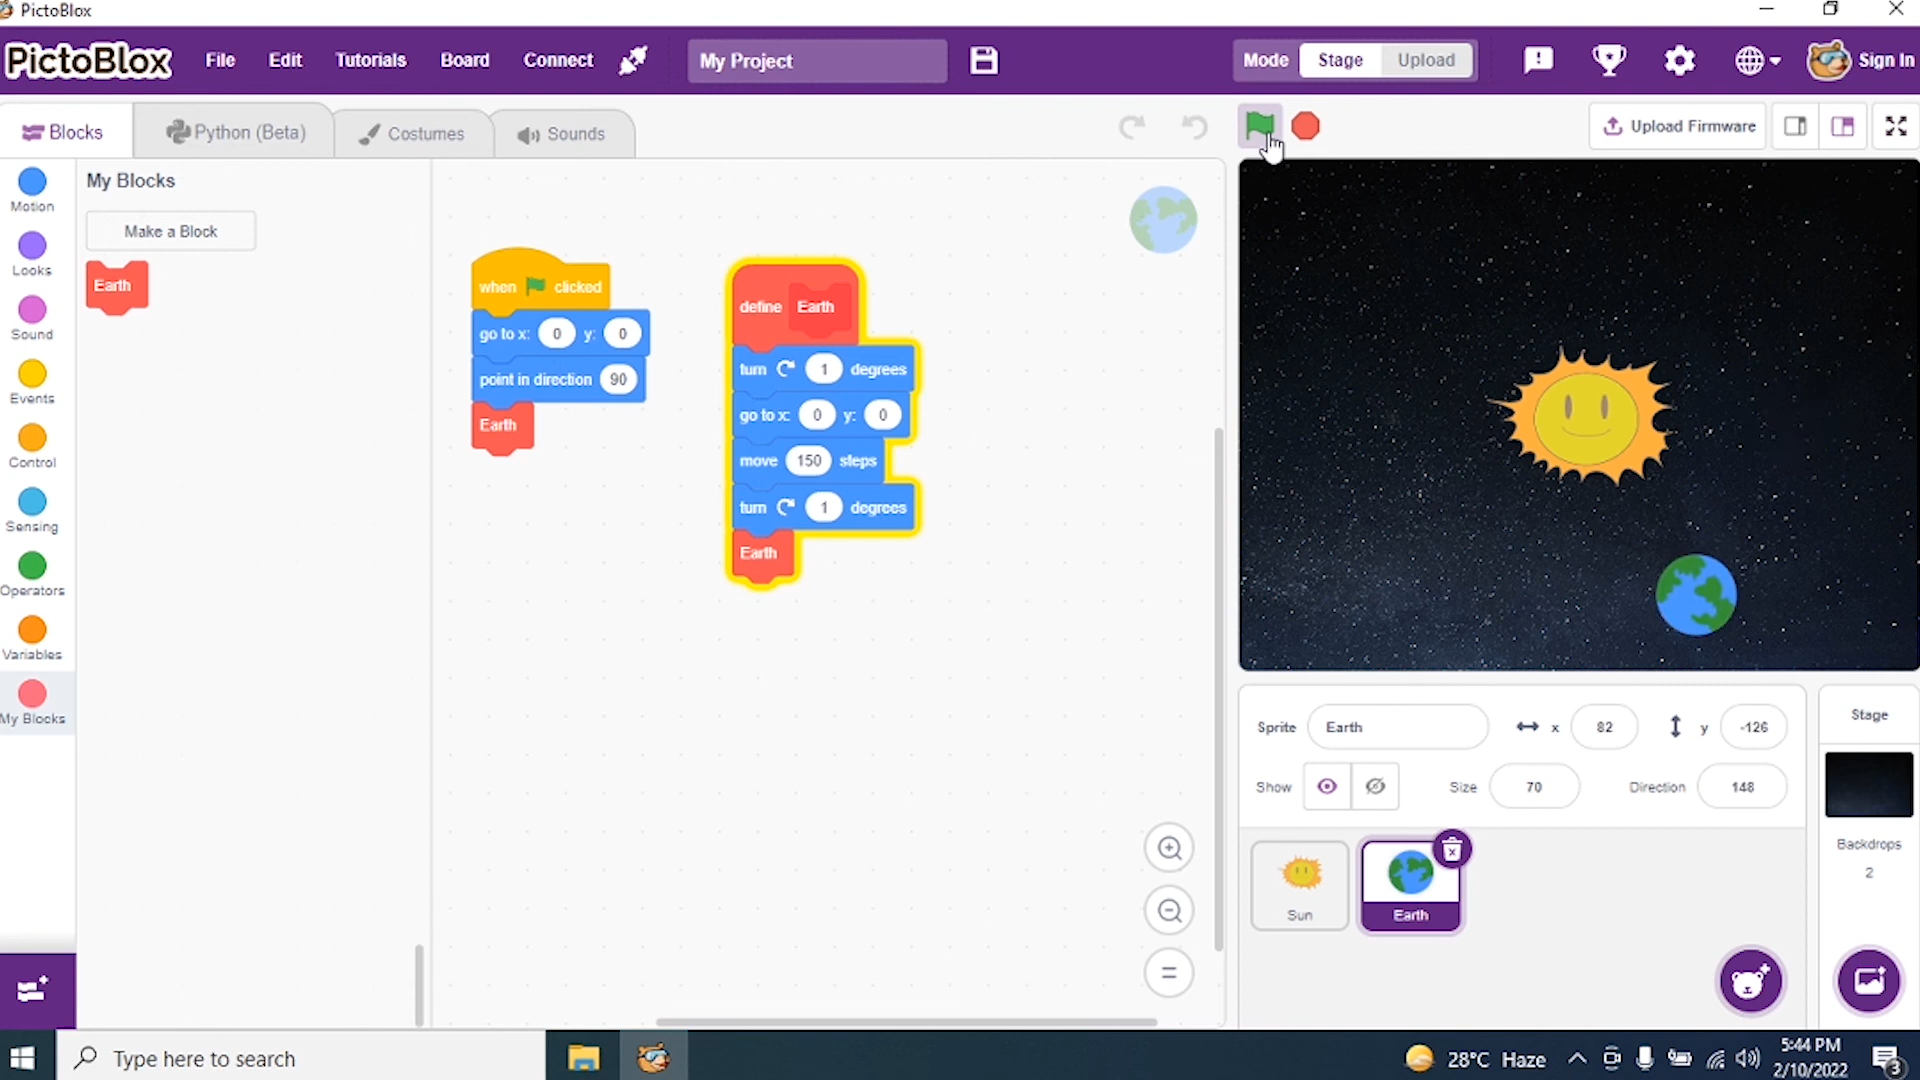 PictoBlox
PictoBlox File Edit Tutorials Board Connect My Project Mode Stage Upload Sign In
Blocks Python (Beta) Costumes Sounds Upload Firmware
Motion
Looks
Sound
Events
Control
Sensing
Operators
Variables
My Blocks
My Blocks
Make a Block
Earth
when clicked
go to x: 0 y: 0
point in direction 90
Earth
define Earth
turn 1 degrees
go to x: 0 y: 0
move 150 steps
turn 1 degrees
Earth
Sprite Earth x 82 y -126
Show Size 70 Direction 148
Sun
Earth
Stage
Backdrops
2
Type here to search
28°C Haze
5:44 PM
2/10/2022
3